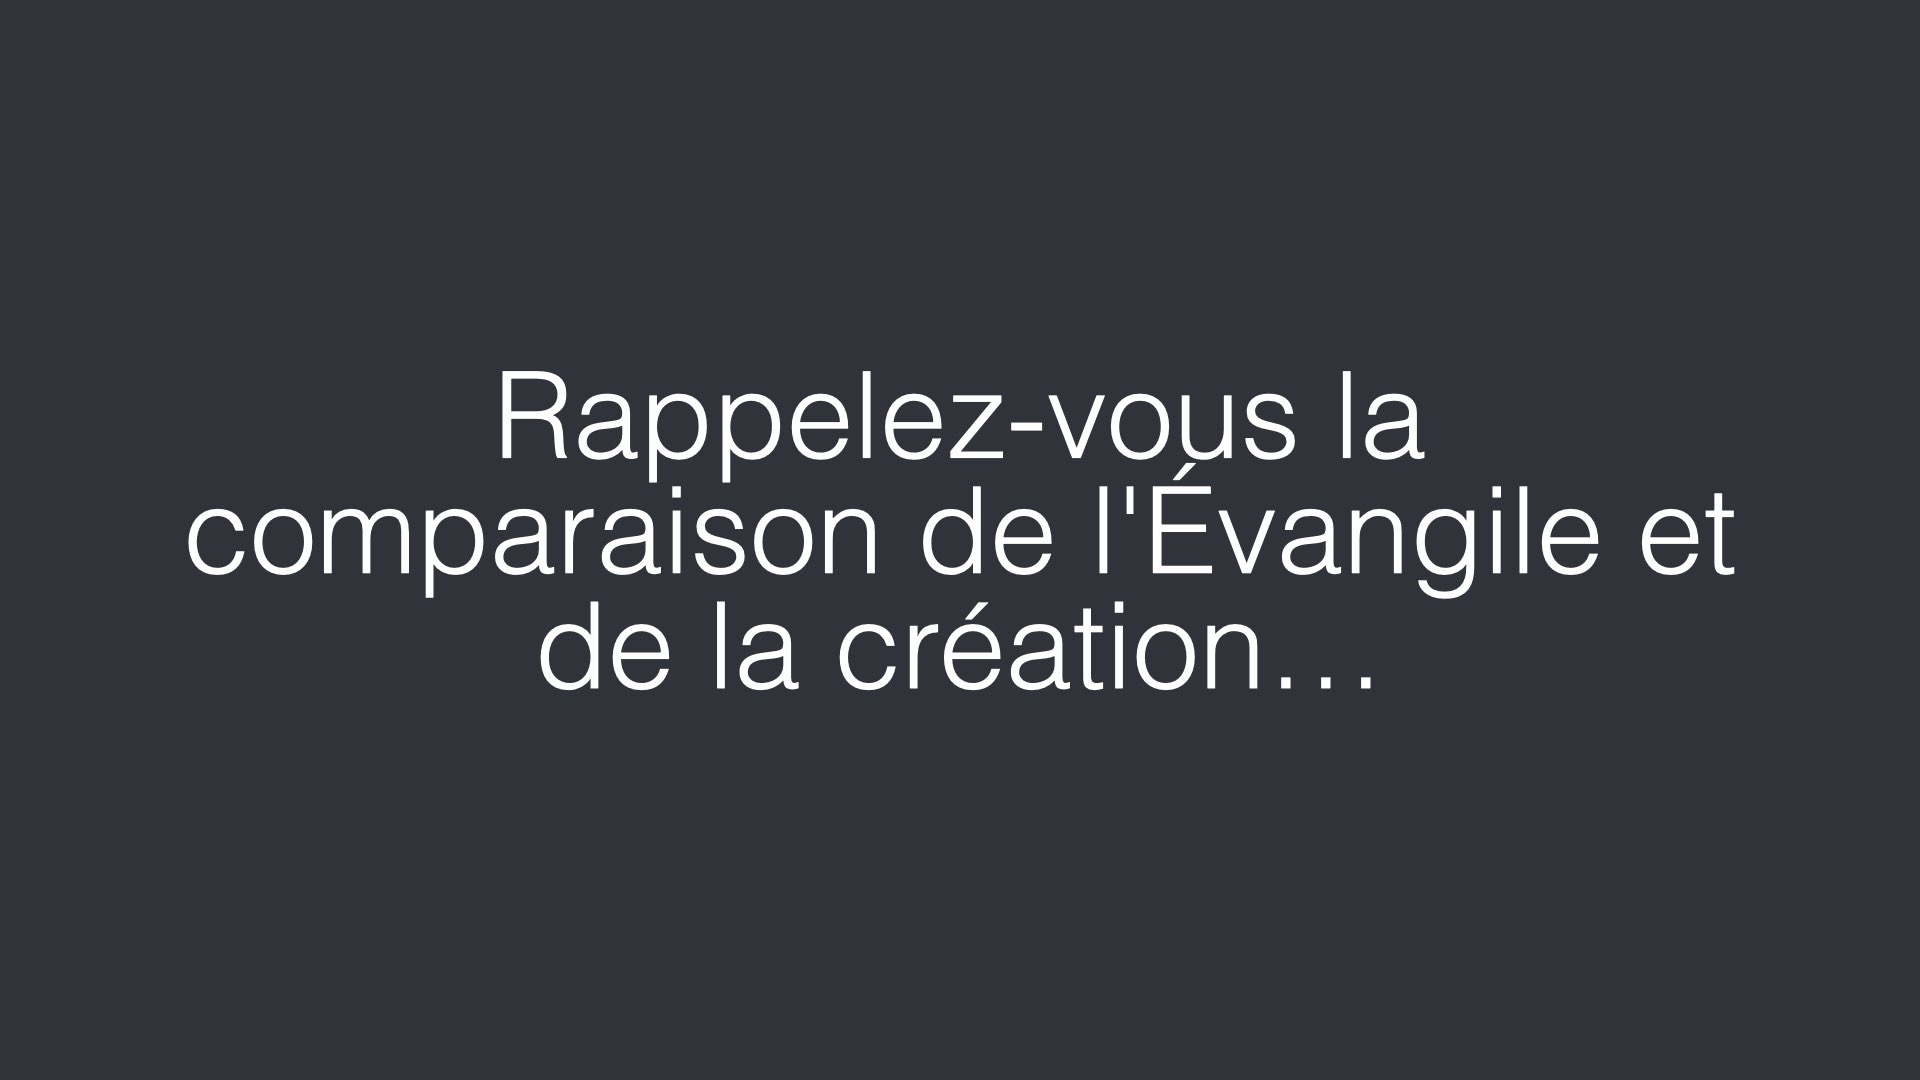 Rappelez-vous la
comparaison de l'Évangile et
de la création…